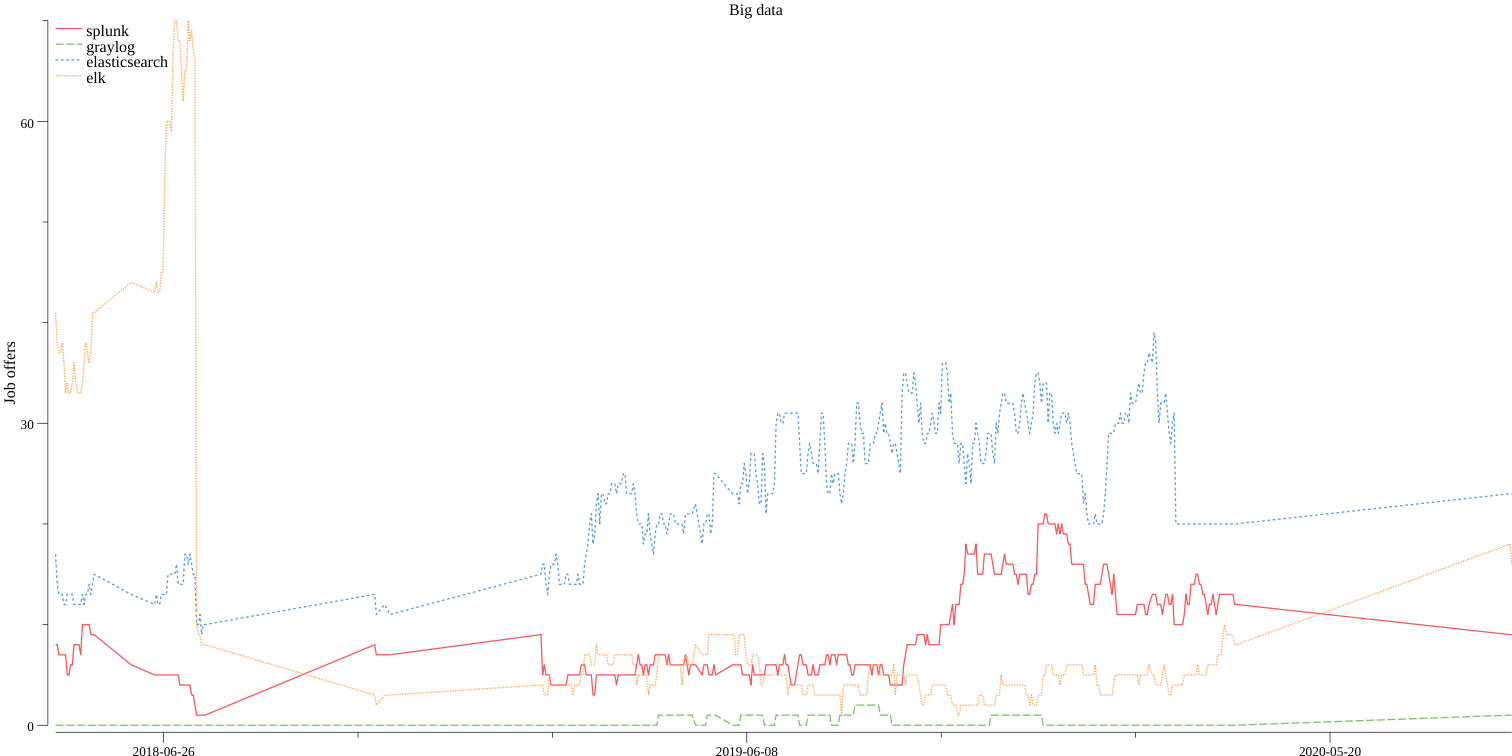 Big data
splunk
graylog
elasticsearch
elk
60
30
0
Job offers
2018-06-26
2019-06-08
2020-05-20